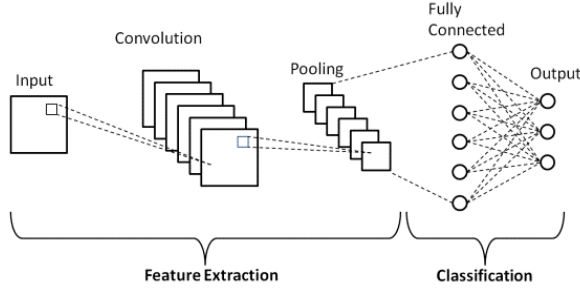 Fully
Connected
Convolution
Pooling
Output
Input
Feature Extraction
Classification